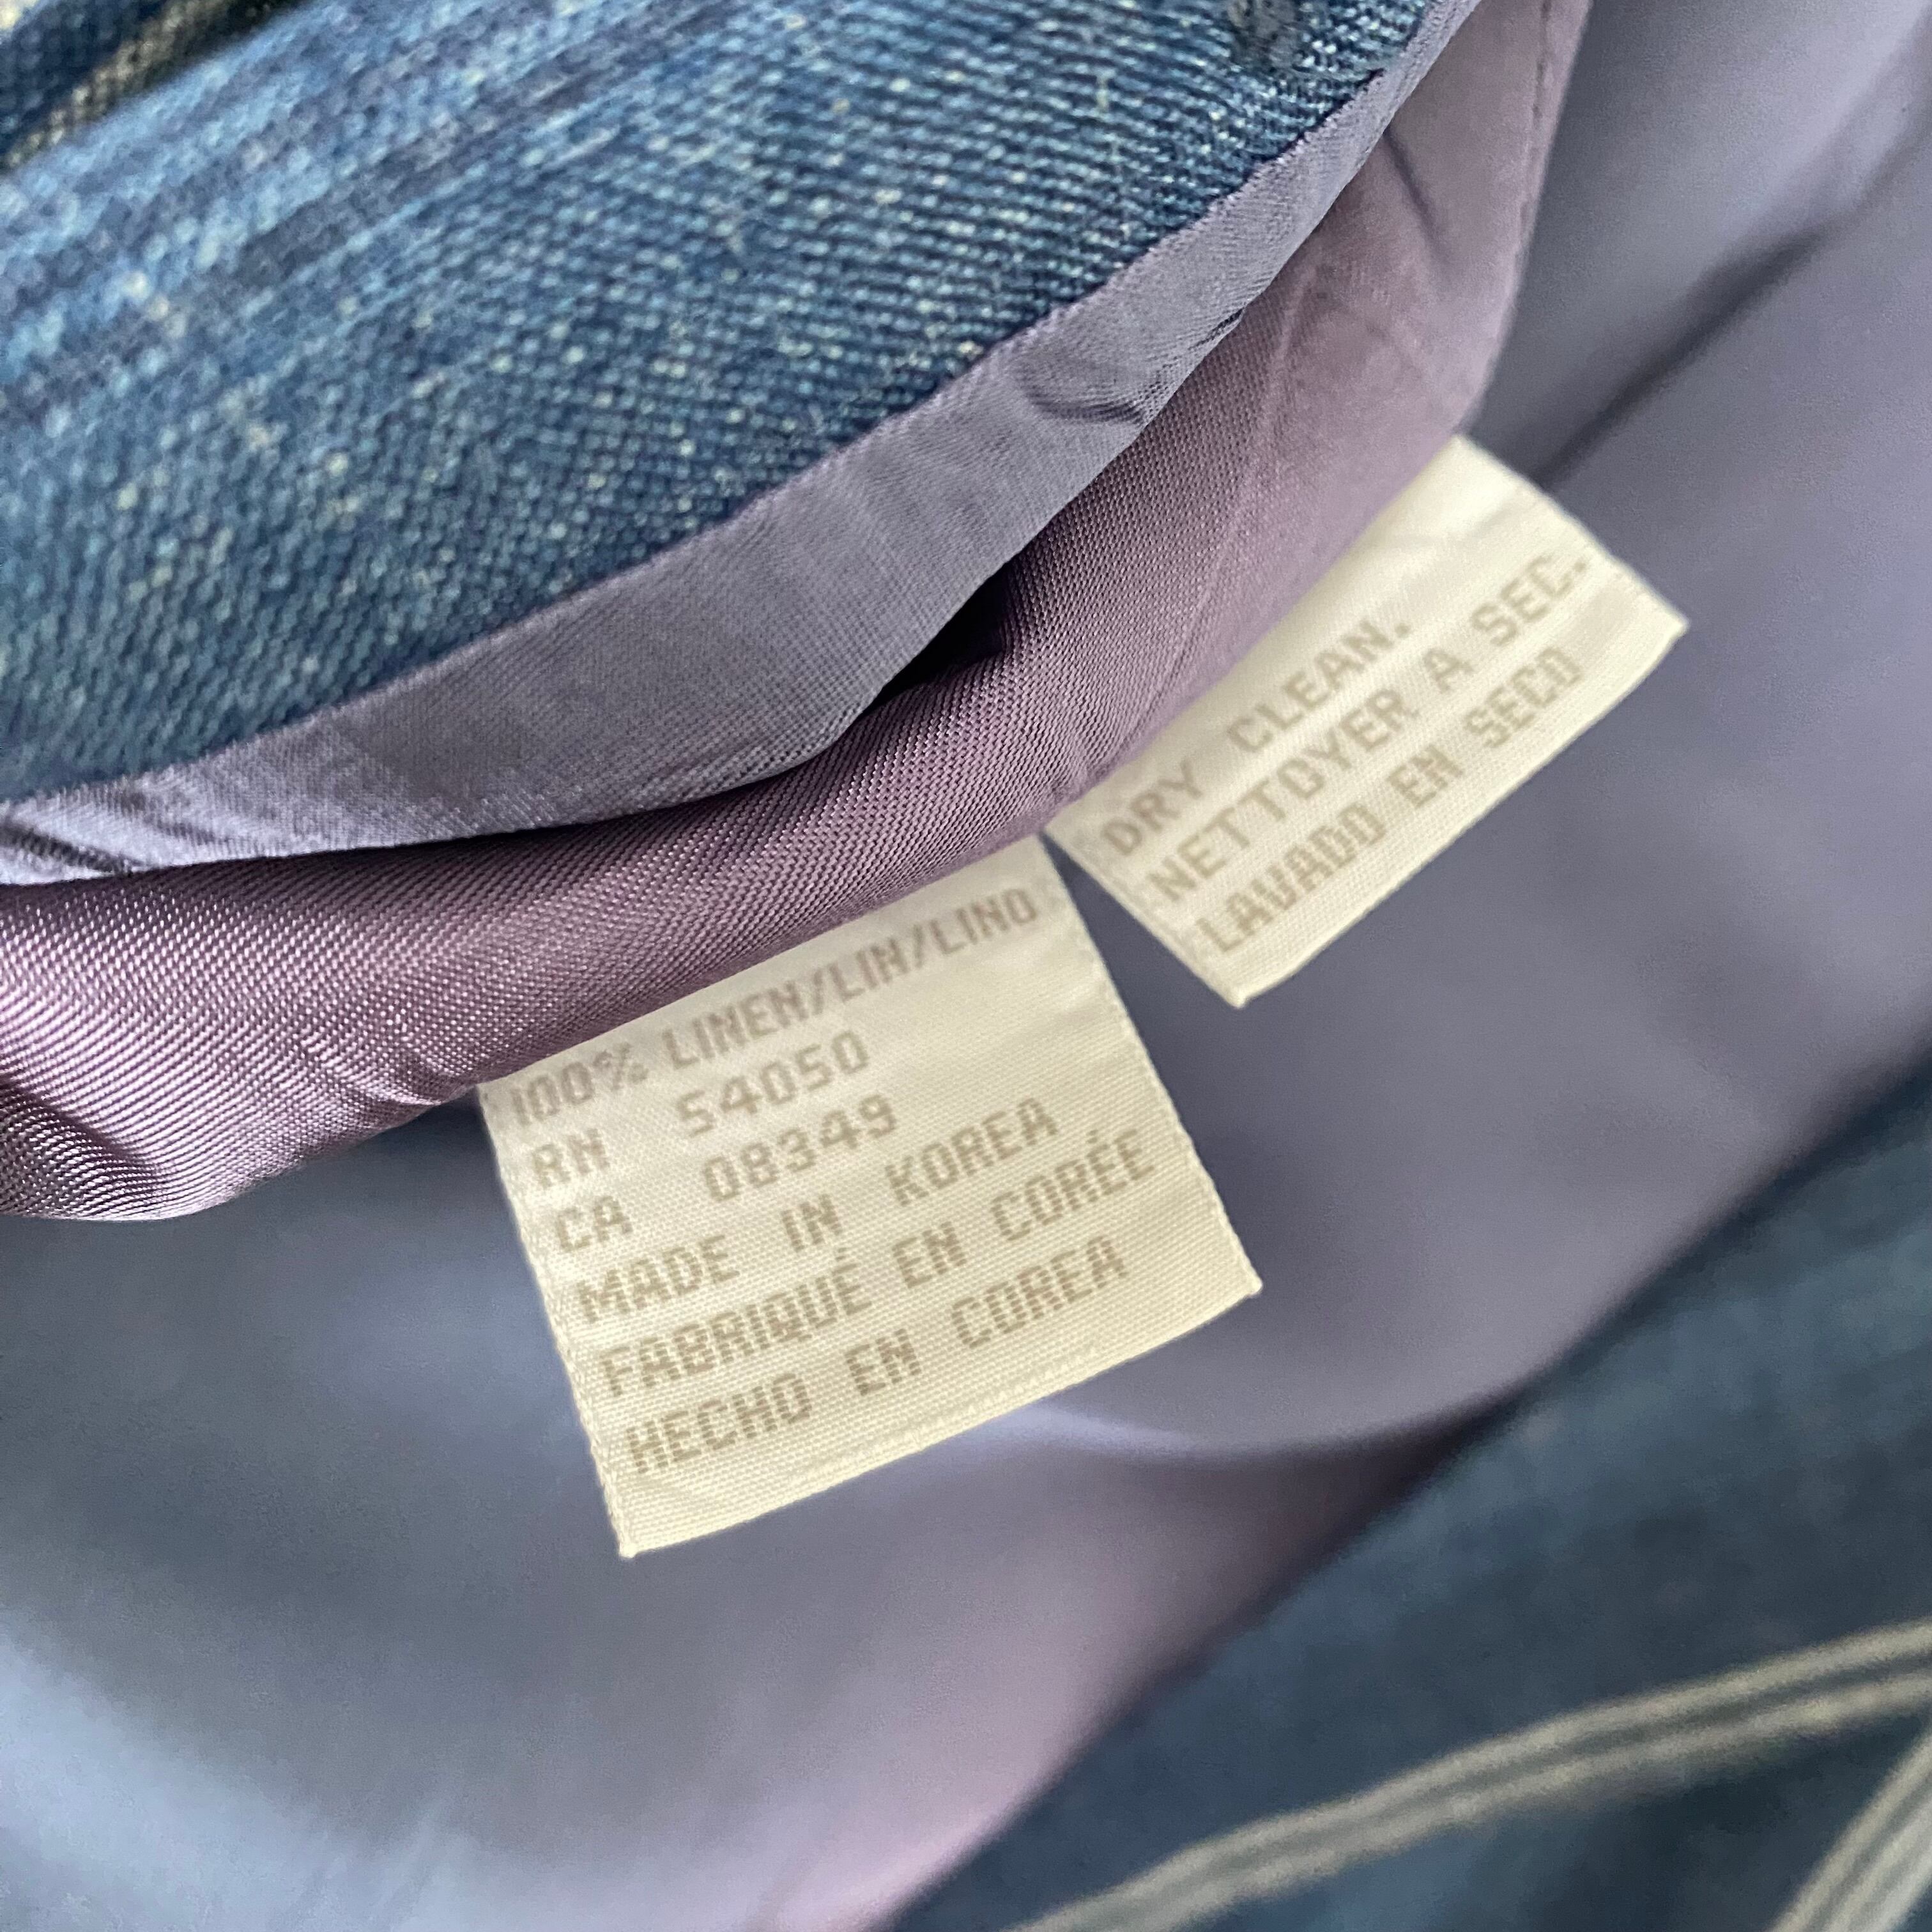 100% LINEN/LIN/LINO
RN 54050
CA 08349
MADE IN KOREA
FABRIQUÉ EN CORÉE
HECHO EN COREA
DRY CLEAN.
NETTOYER A SEC.
LAVADO EN SECO